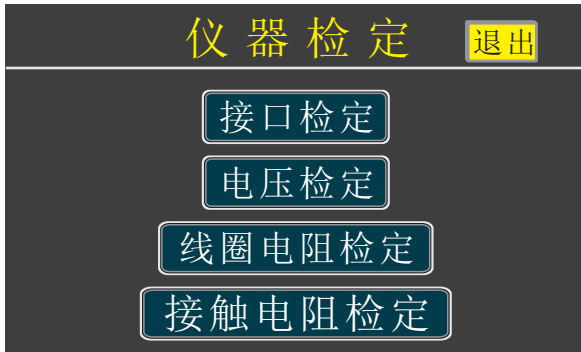 仪器检定 退出
接口检定
电压检定
线圈电阻检定
接触电阻检定